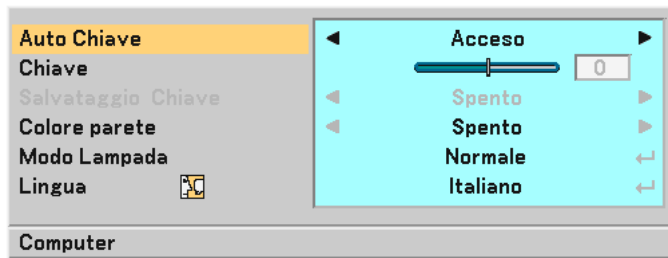 Auto Chiave Acceso
Chiave 0
Salvataggio Chiave Spento
Colore parete Spento
Modo Lampada Normale
Lingua Italiano
Computer